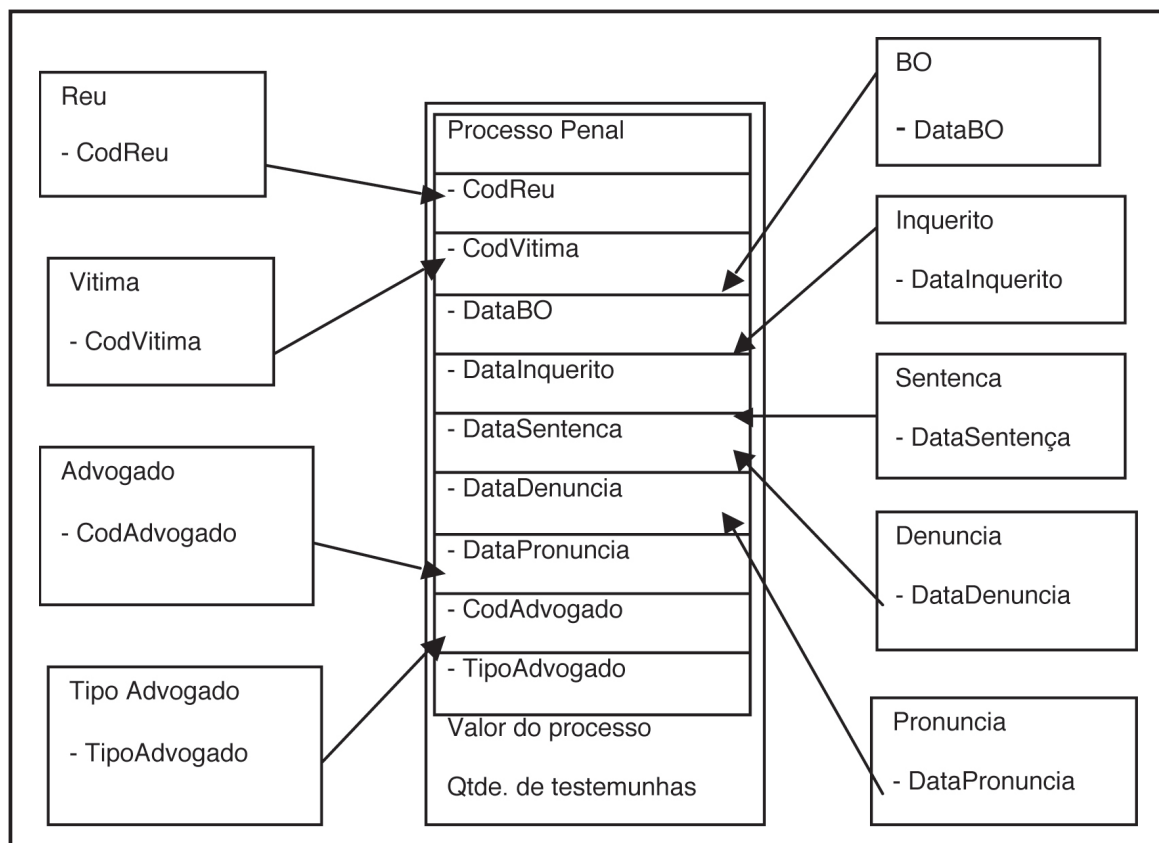 Reu
- CodReu
Vitima
- CodVitima
Advogado
- CodAdvogado
Tipo Advogado
- TipoAdvogado
Processo Penal
- CodReu
- CodVitima
- DataBO
- DataInquerito
- DataSentenca
- DataDenuncia
- DataPronuncia
- CodAdvogado
- TipoAdvogado
Valor do processo
Qtde. de testemunhas
BO
- DataBO
Inquerito
- DataInquerito
Sentenca
- DataSentença
Denuncia
- DataDenuncia
Pronuncia
- DataPronuncia